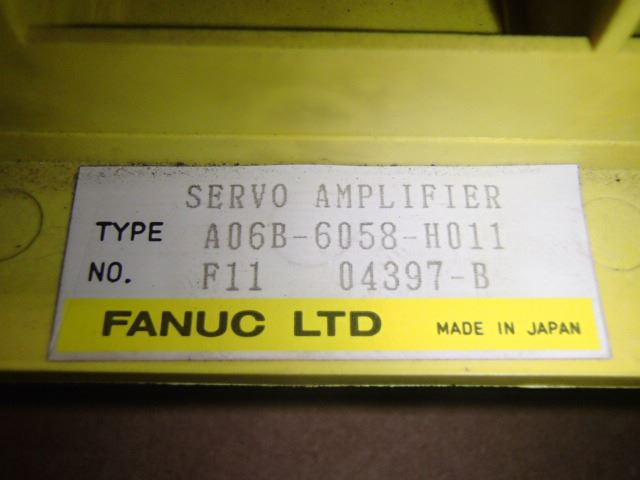 SERVO AMPLIFIER
TYPE A06B-6058-H011
NO. F11 04397-B
FANUC LTD MADE IN JAPAN